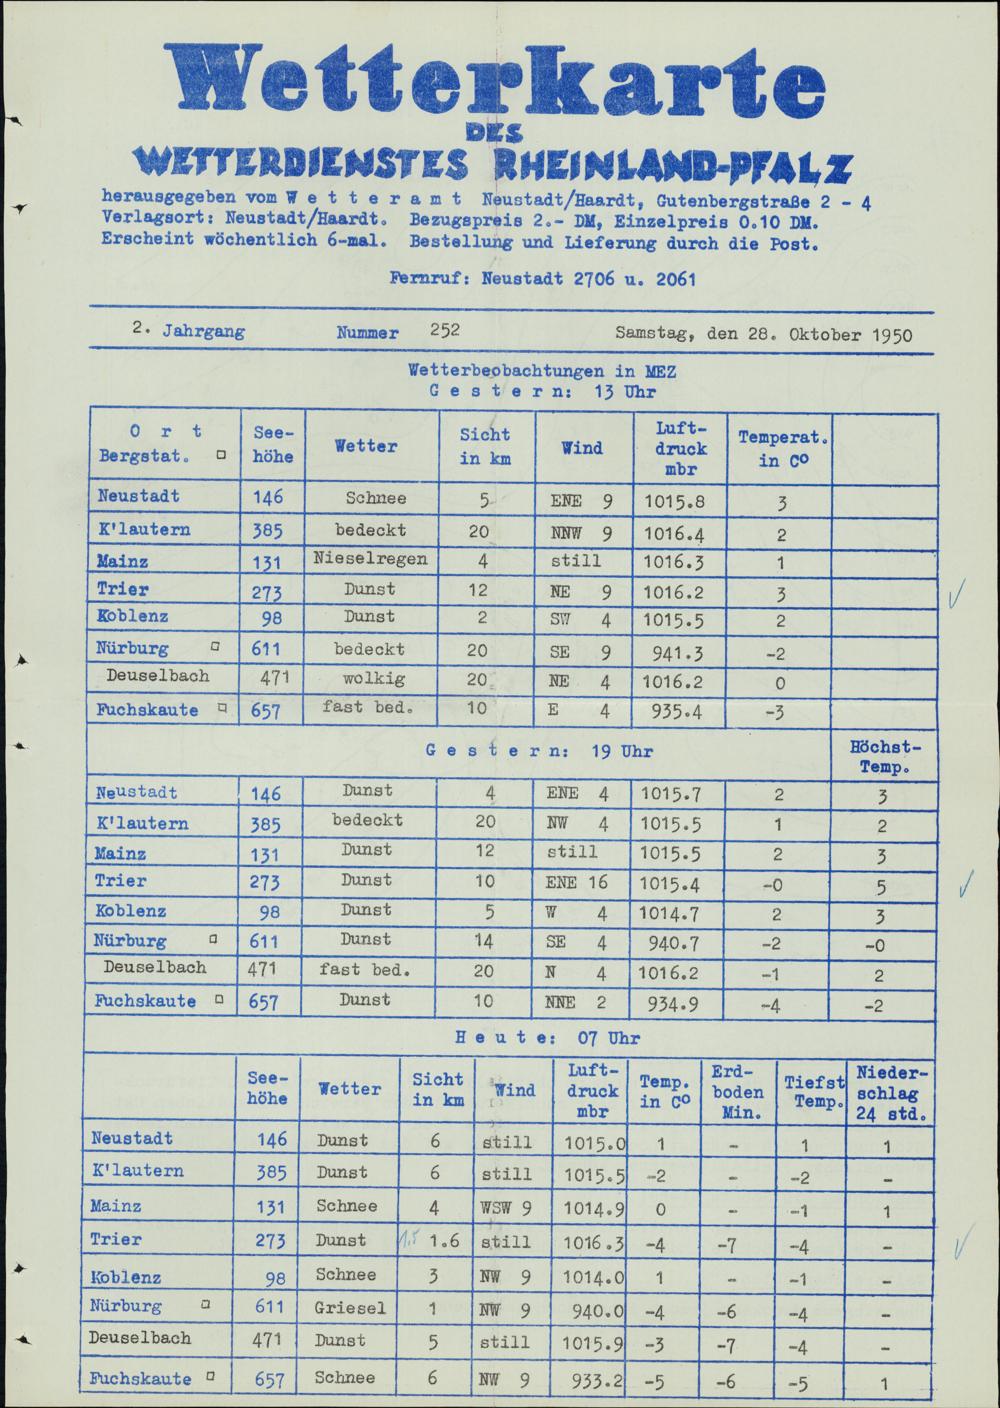 Wetterkarte
DES
WETTERDIENSTES RHEINLAND-PFALZ
herausgegeben vom W e t t e r a m t Neustadt/Haardt, Gutenbergstraße 2 - 4
Verlagsort: Neustadt/Haardt. Bezugspreis 2.- DM, Einzelpreis 0.10 DM.
Erscheint wöchentlich 6-mal. Bestellung und Lieferung durch die Post.
Fernruf: Neustadt 2706 u. 2061
2. Jahrgang Nummer 252 Samstag, den 28. Oktober 1950
Wetterbeobachtungen in MEZ
G e s t e r n: 13 Uhr
O r t See- Wetter Sicht Wind Luft- Temperat.
Bergstat. □ höhe in km druck in C°
mbr
Neustadt 146 Schnee 5 ENE 9 1015.8 3
K'lautern 385 bedeckt 20 NNW 9 1016.4 2
Mainz 131 Nieselregen 4 still 1016.3 1
Trier 273 Dunst 12 NE 9 1016.2 3
Koblenz 98 Dunst 2 SW 4 1015.5 2
Nürburg □ 611 bedeckt 20 SE 9 941.3 -2
Deuselbach 471 wolkig 20 NE 4 1016.2 0
Fuchskaute □ 657 fast bed. 10 E 4 935.4 -3
G e s t e r n: 19 Uhr Höchst-
Temp.
Neustadt 146 Dunst 4 ENE 4 1015.7 2 3
K'lautern 385 bedeckt 20 NW 4 1015.5 1 2
Mainz 131 Dunst 12 still 1015.5 2 3
Trier 273 Dunst 10 ENE 16 1015.4 -0 5
Koblenz 98 Dunst 5 W 4 1014.7 2 3
Nürburg □ 611 Dunst 14 SE 4 940.7 -2 -0
Deuselbach 471 fast bed. 20 N 4 1016.2 -1 2
Fuchskaute □ 657 Dunst 10 NNE 2 934.9 -4 -2
H e u t e: 07 Uhr
See- Wetter Sicht Wind Luft- Temp. Erd- Tiefst Nieder-
höhe in km druck in C° boden Temp. schlag
mbr Min. 24 std.
Neustadt 146 Dunst 6 still 1015.0 1 - 1 1
K'lautern 385 Dunst 6 still 1015.5 -2 - -2 -
Mainz 131 Schnee 4 WSW 9 1014.9 0 - -1 1
Trier 273 Dunst 1.5 1.6 still 1016.3 -4 -7 -4 -
Koblenz 98 Schnee 3 NW 9 1014.0 1 - -1 -
Nürburg □ 611 Griesel 1 NW 9 940.0 -4 -6 -4 -
Deuselbach 471 Dunst 5 still 1015.9 -3 -7 -4 -
Fuchskaute □ 657 Schnee 6 NW 9 933.2 -5 -6 -5 1